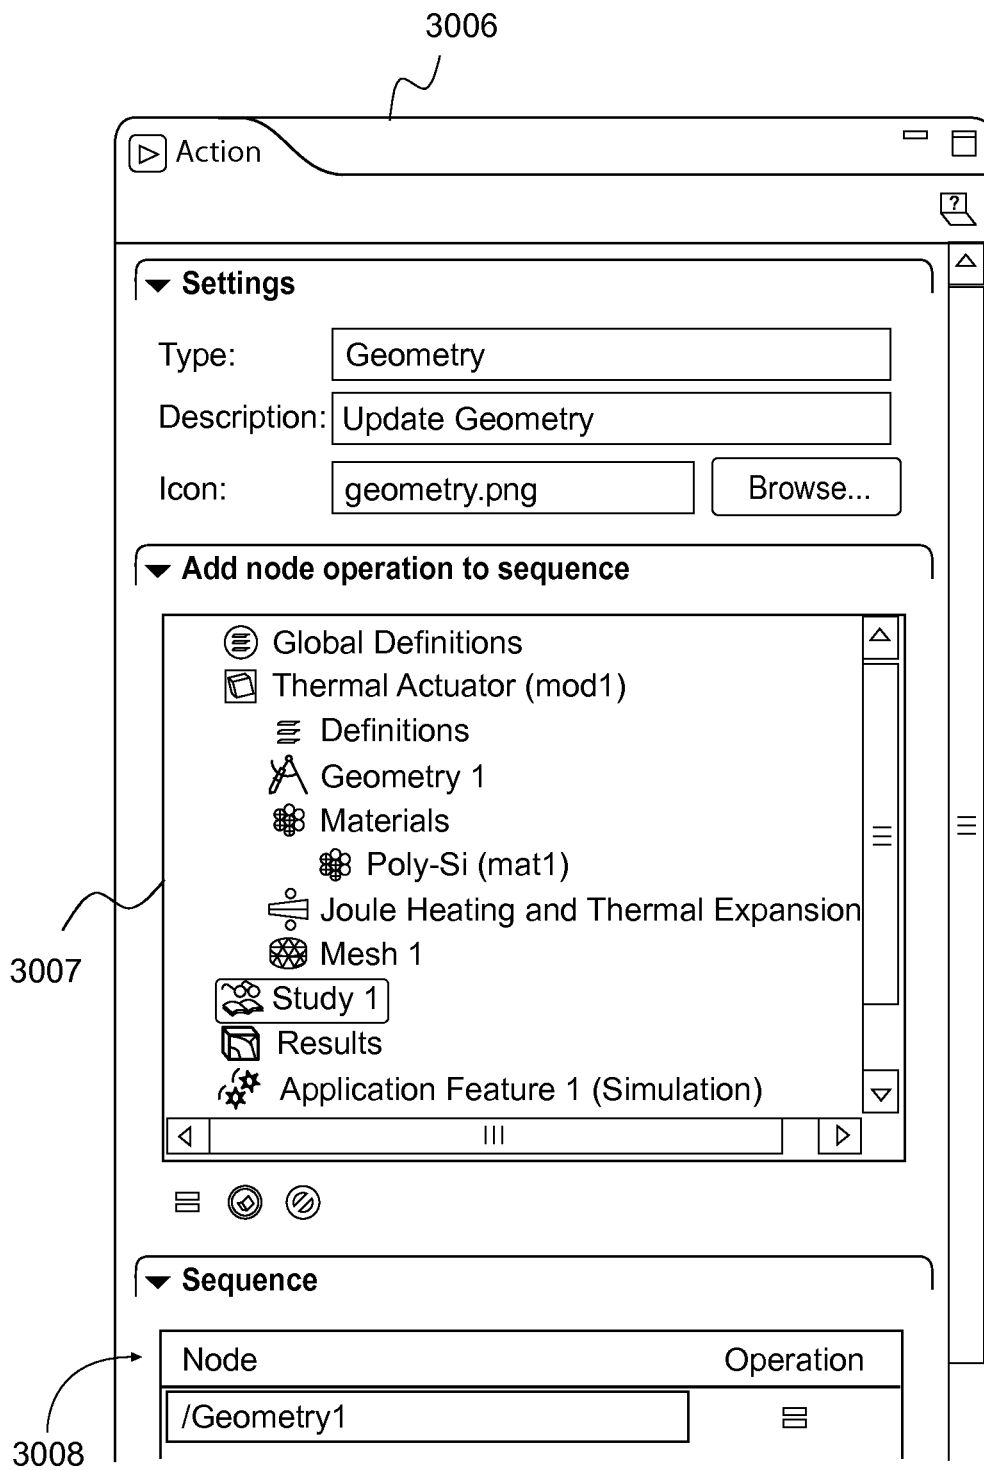 3006
Action
?
Settings
Type: Geometry
Description: Update Geometry
Icon: geometry.png Browse...
Add node operation to sequence
Global Definitions
Thermal Actuator (mod1)
Definitions
Geometry 1
Materials
Poly-Si (mat1)
Joule Heating and Thermal Expansion
3007
Mesh 1
Study 1
Results
Application Feature 1 (Simulation)
Sequence
Node Operation
/Geometry1
3008